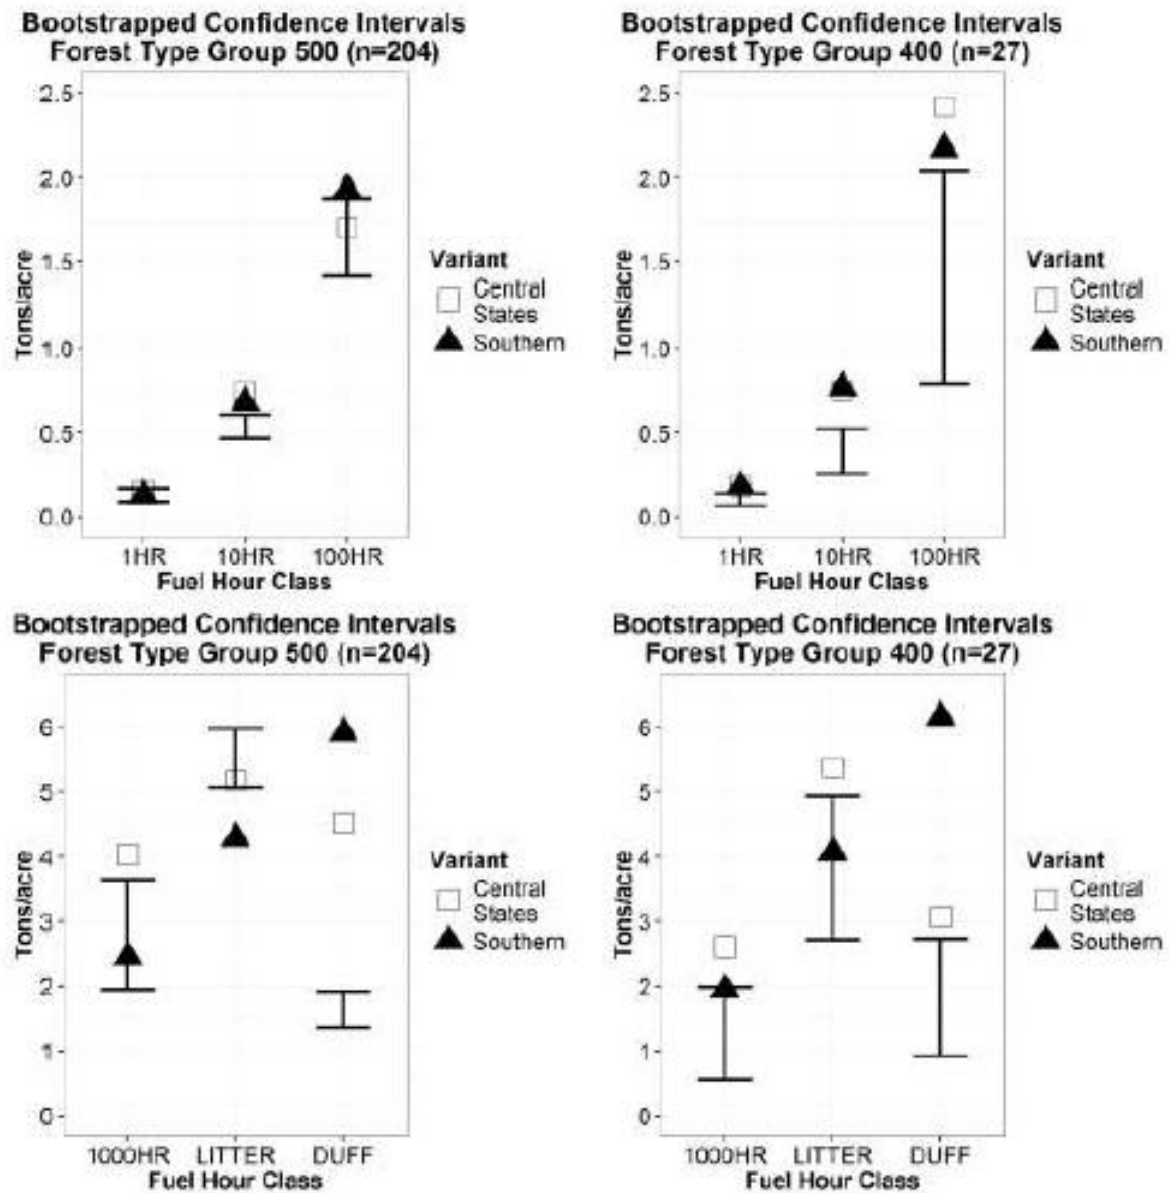 Bootstrapped Confidence Intervals
Forest Type Group 500 (n=204)
2.5
2.0
1.5
1.0
0.5
0.0
Tons/acre
1HR 10HR 100HR
Fuel Hour Class
Variant
Central
States
Southern
Bootstrapped Confidence Intervals
Forest Type Group 400 (n=27)
2.5
2.0
1.5
1.0
0.5
0.0
Tons/acre
1HR 10HR 100HR
Fuel Hour Class
Variant
Central
States
Southern
Bootstrapped Confidence Intervals
Forest Type Group 500 (n=204)
6
5
4
3
2
1
0
Tons/acre
1000HR LITTER DUFF
Fuel Hour Class
Variant
Central
States
Southern
Bootstrapped Confidence Intervals
Forest Type Group 400 (n=27)
6
5
4
3
2
1
0
Tons/acre
1000HR LITTER DUFF
Fuel Hour Class
Variant
Central
States
Southern